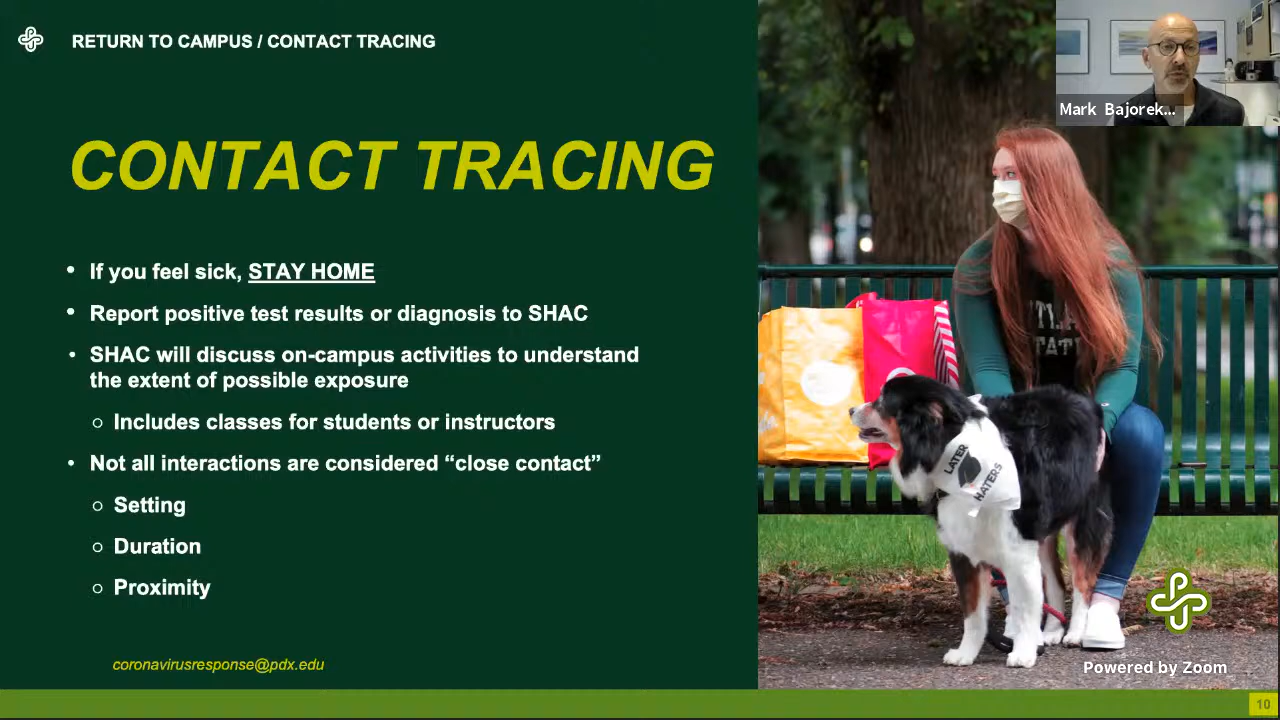 RETURN TO CAMPUS / CONTACT TRACING
Mark Bajorek...
CONTACT TRACING
• If you feel sick, STAY HOME
• Report positive test results or diagnosis to SHAC
• SHAC will discuss on-campus activities to understand
the extent of possible exposure
○ Includes classes for students or instructors
• Not all interactions are considered “close contact”
○ Setting
○ Duration
○ Proximity
LATER
HATERS
coronavirusresponse@pdx.edu
Powered by Zoom
10